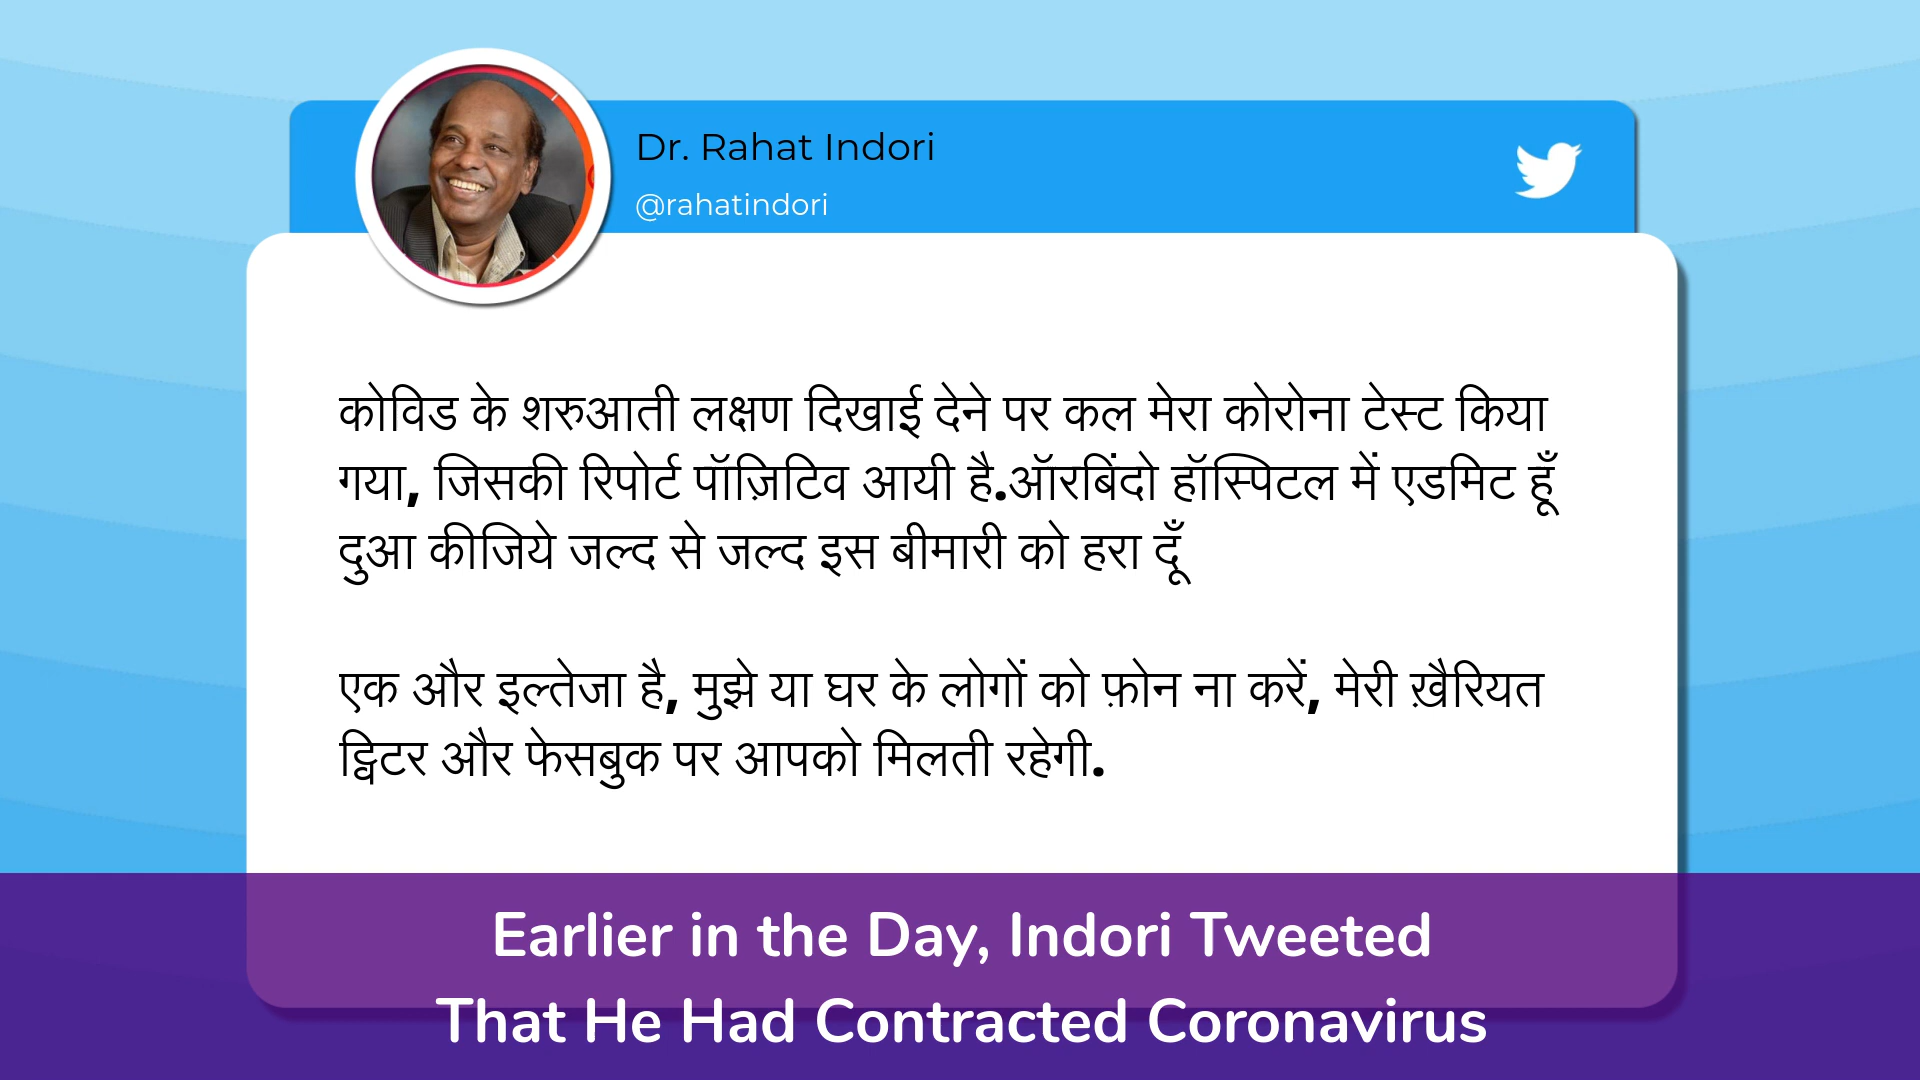 Dr. Rahat Indori
@rahatindori
कोविड के शरुआती लक्षण दिखाई देने पर कल मेरा कोरोना टेस्ट किया
गया, जिसकी रिपोर्ट पॉज़िटिव आयी है.ऑरबिंदो हॉस्पिटल में एडमिट हूँ
दुआ कीजिये जल्द से जल्द इस बीमारी को हरा दूँ
एक और इल्तेजा है, मुझे या घर के लोगों को फ़ोन ना करें, मेरी ख़ैरियत
ट्विटर और फेसबुक पर आपको मिलती रहेगी.
Earlier in the Day, Indori Tweeted
That He Had Contracted Coronavirus